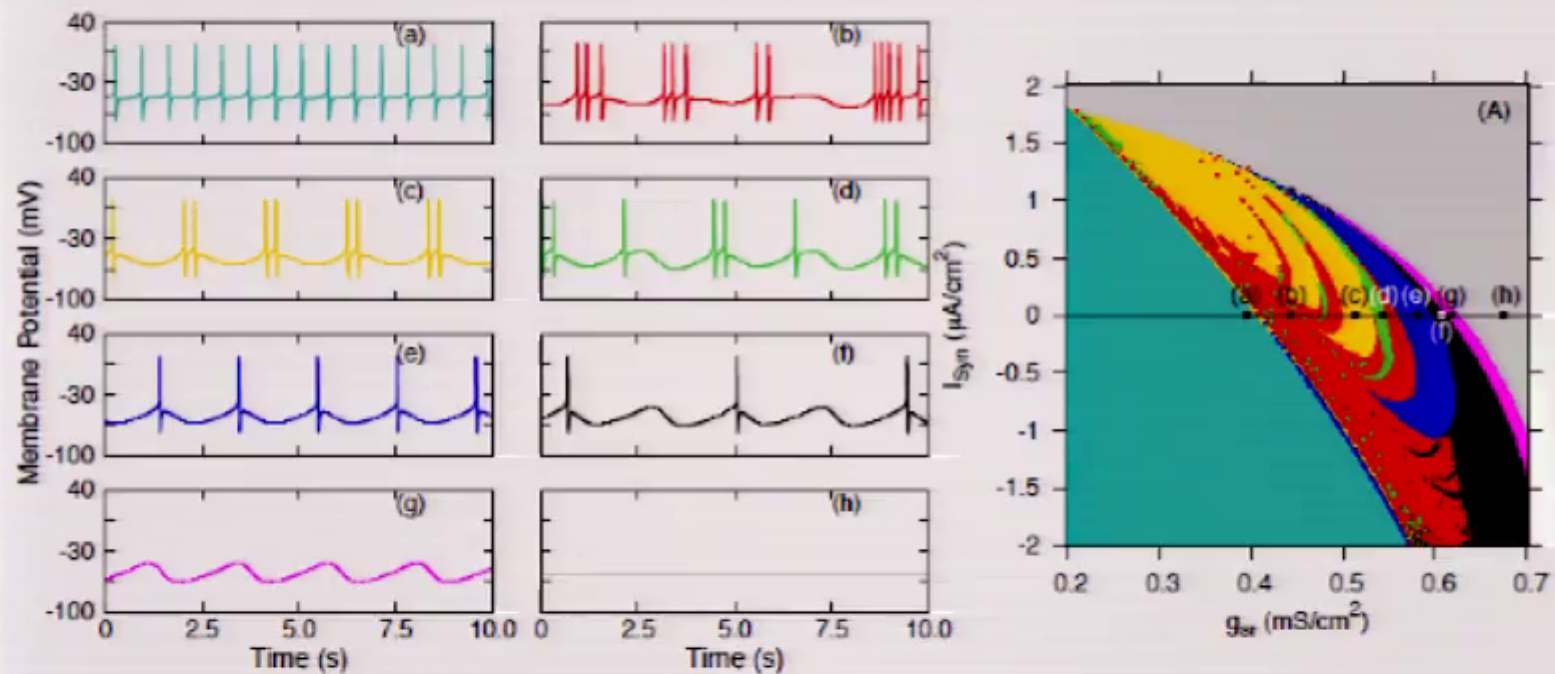 40
-30
-100
(a)
(b)
40
-30
-100
(c)
(d)
40
-30
-100
(e)
(f)
40
-30
-100
(g)
(h)
0
2.5
5.0
7.5
10.0
0
2.5
5.0
7.5
10.0
Time (s)
Time (s)
Membrane Potential (mV)
(A)
2
1.5
1
0.5
0
-0.5
-1
-1.5
-2
I_Syn (μA/cm²)
(a) (b) (c) (d) (e) (g) (h)
(f)
0.2
0.3
0.4
0.5
0.6
0.7
g_sr (mS/cm²)